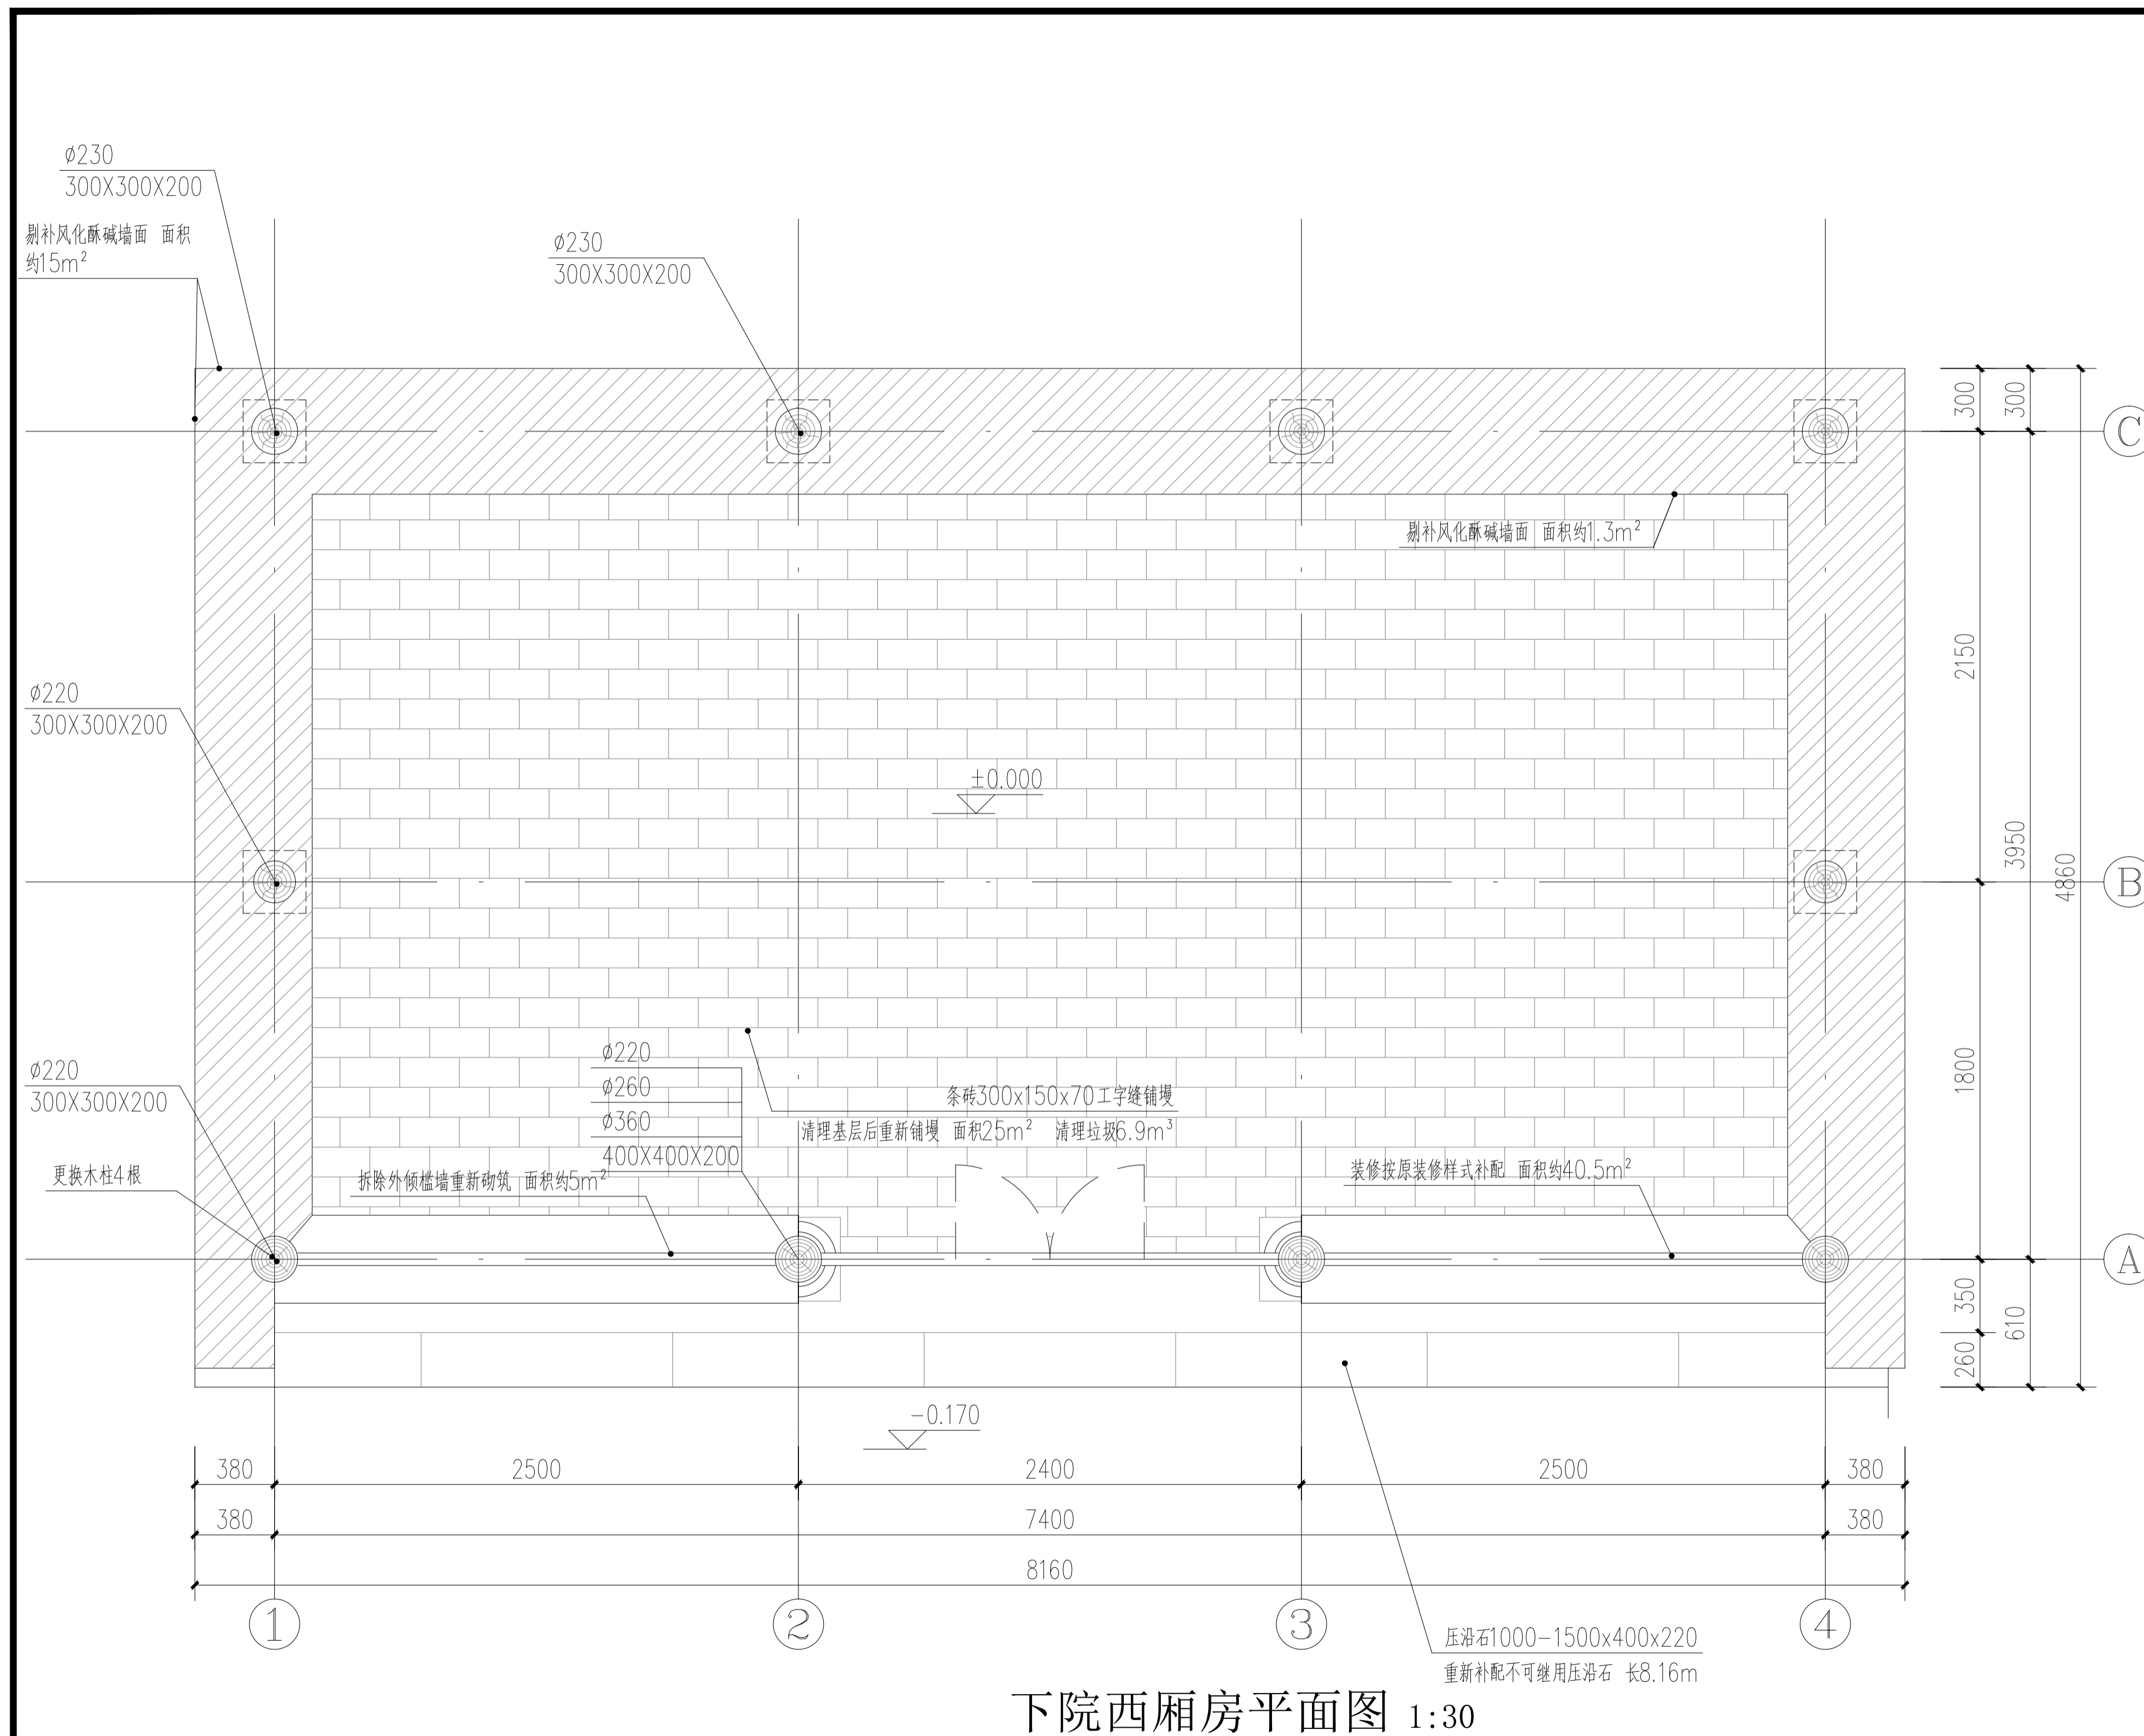 ø230
300X300X200
剔补风化酥碱墙面 面积
约15m²
ø230
300X300X200
剔补风化酥碱墙面 面积约1.3m²
ø220
300X300X200
±0.000
ø220
300X300X200
更换木柱4根
ø220
ø260
ø360
400X400X200
条砖300x150x70工字缝铺墁
清理基层后重新铺墁 面积25m² 清理垃圾6.9m³
拆除外倾槛墙重新砌筑 面积约5m²
装修按原装修样式补配 面积约40.5m²
300
300
C
2150
3950
4860
B
1800
A
350
610
260
-0.170
380
2500
2400
2500
380
380
7400
380
8160
1
2
3
4
压沿石1000-1500x400x220
重新补配不可继用压沿石 长8.16m
下院西厢房平面图 1:30